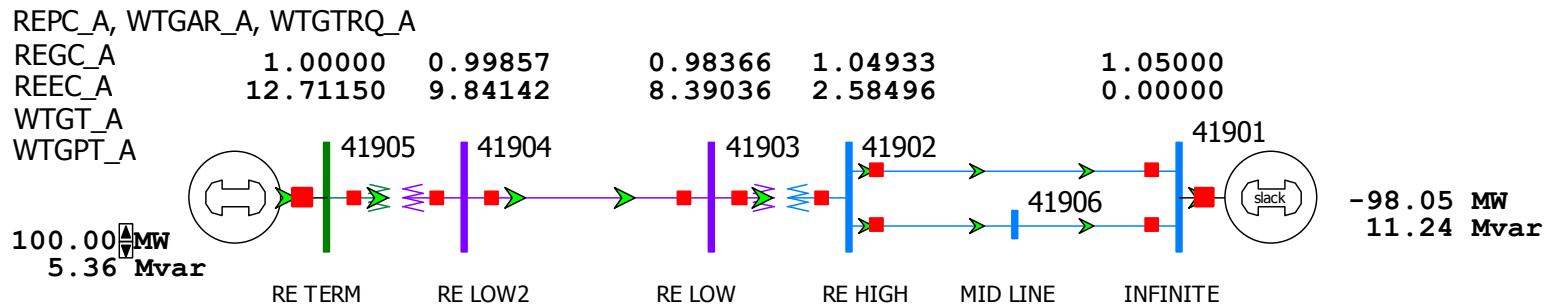 REPC_A, WTGAR_A, WTGTRQ_A
REGC_A 1.00000 0.99857 0.98366 1.04933 1.05000
REEC_A 12.71150 9.84142 8.39036 2.58496 0.00000
WTGT_A
WTGPT_A
41905 41904 41903 41902 41901
41906
slack
100.00 MW
5.36 Mvar
-98.05 MW
11.24 Mvar
RE TERM RE LOW2 RE LOW RE HIGH MID LINE INFINITE